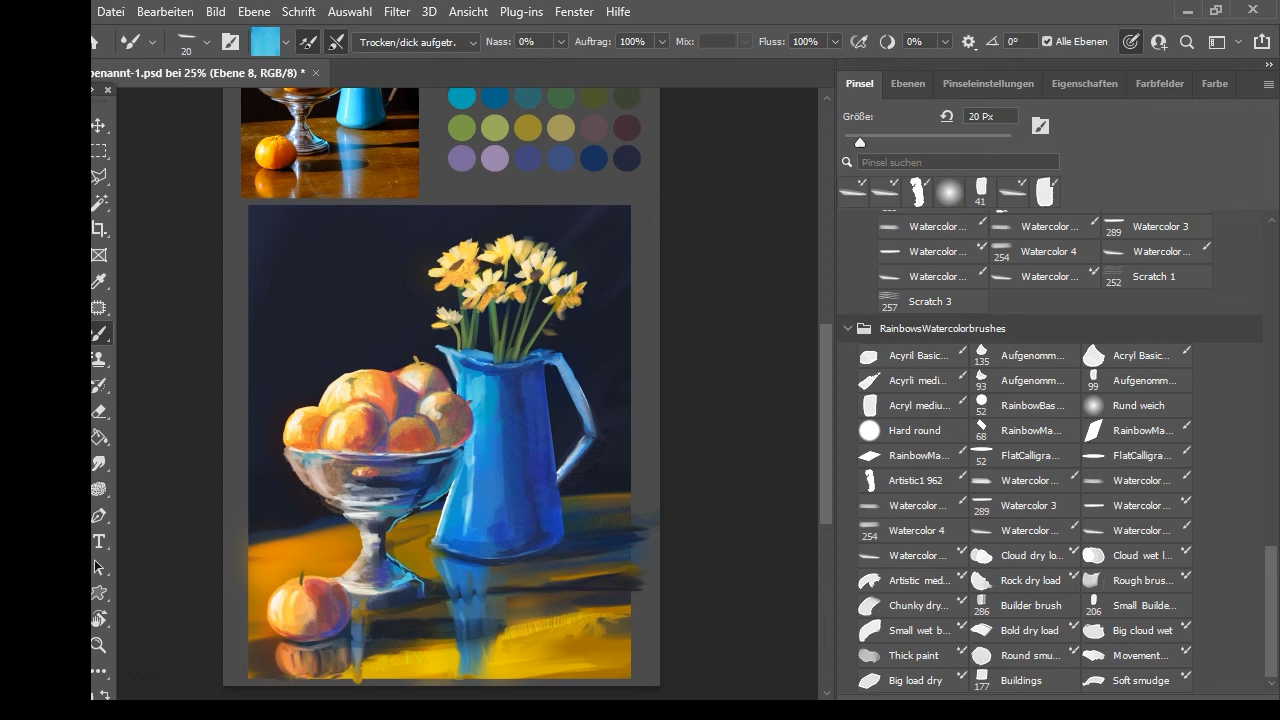 Datei Bearbeiten Bild Ebene Schrift Auswahl Filter 3D Ansicht Plug-ins Fenster Hilfe
20 Trocken/dick aufgetr. Nass: 0% Auftrag: 100% Mix: Fluss: 100% 0% 0° Alle Ebenen
benannt-1.psd bei 25% (Ebene 8, RGB/8) *
Pinsel Ebenen Pinseleinstellungen Eigenschaften Farbfelder Farbe
Größe: 20 Px
Pinsel suchen
41
Watercolor... Watercolor... 289 Watercolor 3
Watercolor... 254 Watercolor 4 Watercolor...
Watercolor... Watercolor... 252 Scratch 1
257 Scratch 3
RainbowsWatercolorbrushes
Acyril Basic... 135 Aufgenomm... Acryl Basic...
Acyrli medi... 93 Aufgenomm... 99 Aufgenomm...
Acryl mediu... 52 RainbowBas... Rund weich
Hard round 68 RainbowMa... RainbowMa...
RainbowMa... 52 FlatCalligra... FlatCalligra...
Artistic1 962 Watercolor... Watercolor...
Watercolor... 289 Watercolor 3 Watercolor...
254 Watercolor 4 Watercolor... Watercolor...
Watercolor... Cloud dry lo... Cloud wet l...
Artistic med... Rock dry load Rough brus...
Chunky dry... 286 Builder brush 206 Small Builde...
Small wet b... Bold dry load Big cloud wet
Thick paint Round smu... Movement...
Big load dry 177 Buildings Soft smudge